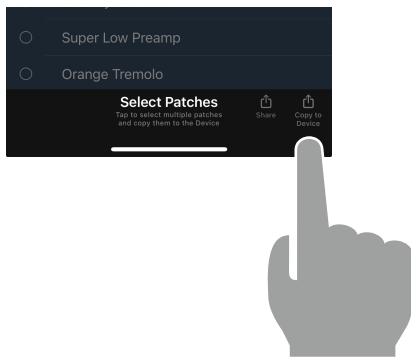 Super Low Preamp
Orange Tremolo
Select Patches
Tap to select multiple patches
and copy them to the Device
Share
Copy to
Device